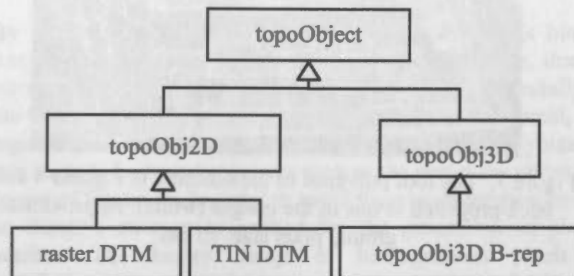 topoObject
topoObj2D
topoObj3D
raster DTM
TIN DTM
topoObj3D B-rep